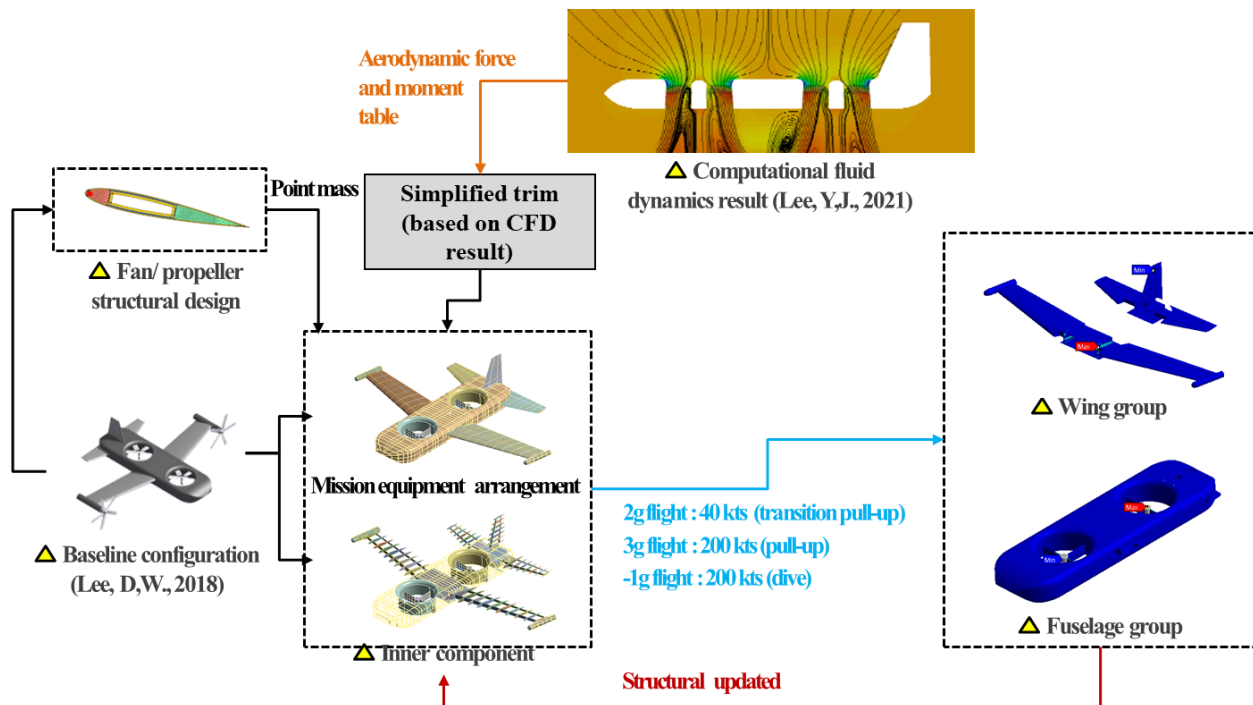 Aerodynamic force
and moment
table
Computational fluid
dynamics result (Lee, Y,J., 2021)
Point mass
Simplified trim
(based on CFD
result)
Fan/ propeller
structural design
Min
Max
Wing group
Mission equipment arrangement
2g flight : 40 kts (transition pull-up)
3g flight : 200 kts (pull-up)
-1g flight : 200 kts (dive)
Baseline configuration
(Lee, D,W., 2018)
Max
Min
Fuselage group
Inner component
Structural updated